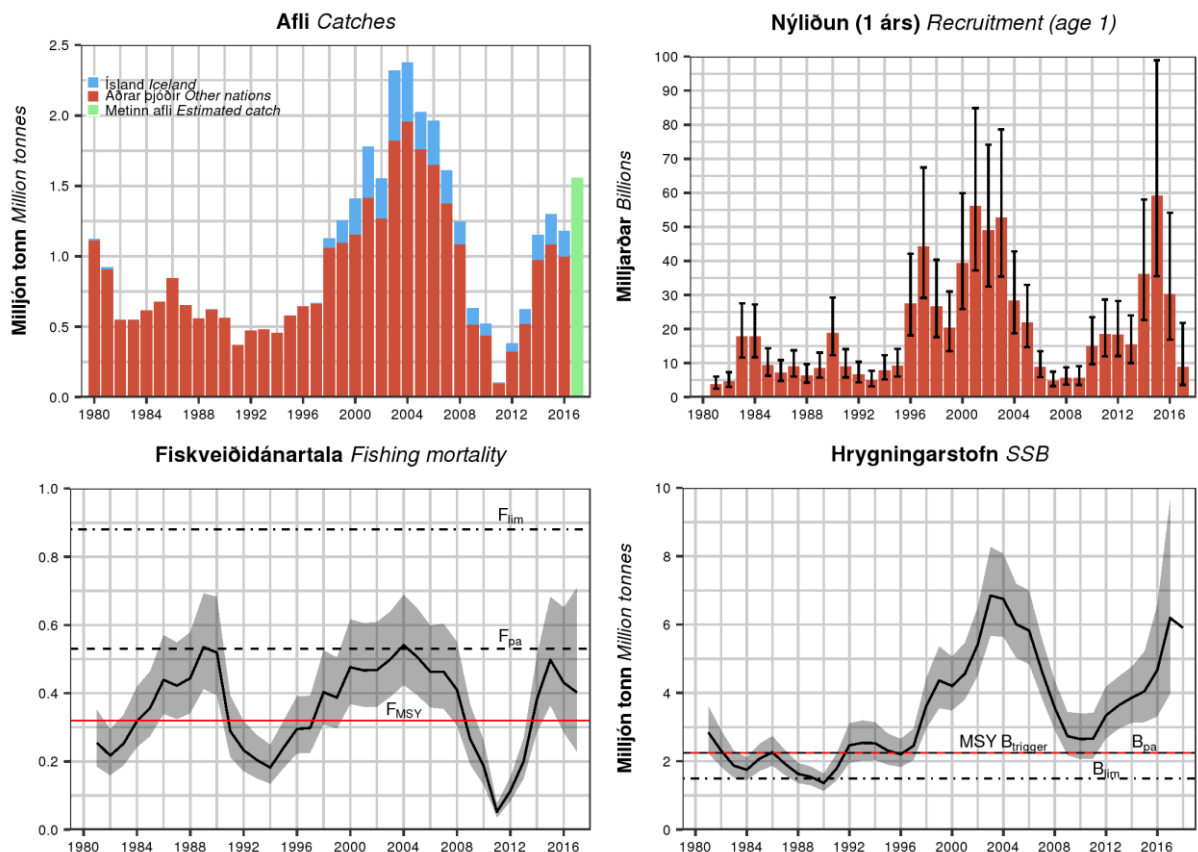 Afli Catches
Milljón tonn Million tonnes
2.5
2.0
1.5
1.0
0.5
0.0
Ísland Iceland
Aðrar þjóðir Other nations
Metinn afli Estimated catch
1980 1984 1988 1992 1996 2000 2004 2008 2012 2016
Nýliðun (1 árs) Recruitment (age 1)
Milljarðar Billions
100
90
80
70
60
50
40
30
20
10
0
1980 1984 1988 1992 1996 2000 2004 2008 2012 2016
Fiskveiðidánartala Fishing mortality
1.0
0.8
0.6
0.4
0.2
0.0
Flim
Fpa
FMSY
1980 1984 1988 1992 1996 2000 2004 2008 2012 2016
Hrygningarstofn SSB
Milljón tonn Million tonnes
10
8
6
4
2
0
MSY Btrigger Bpa
Blim
1980 1984 1988 1992 1996 2000 2004 2008 2012 2016